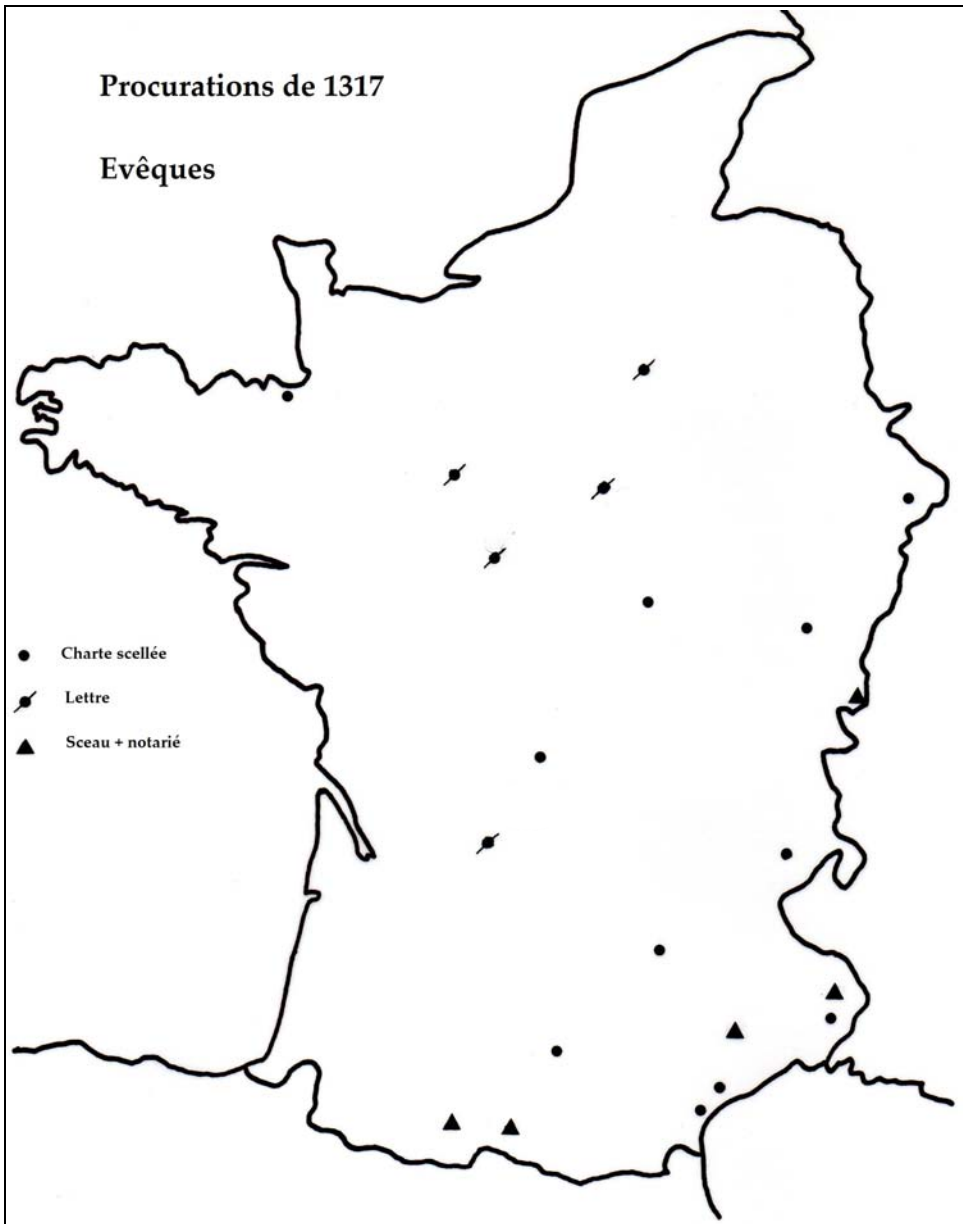 Procurations de 1317
Evêques
Charte scellée
Lettre
Sceau + notarié